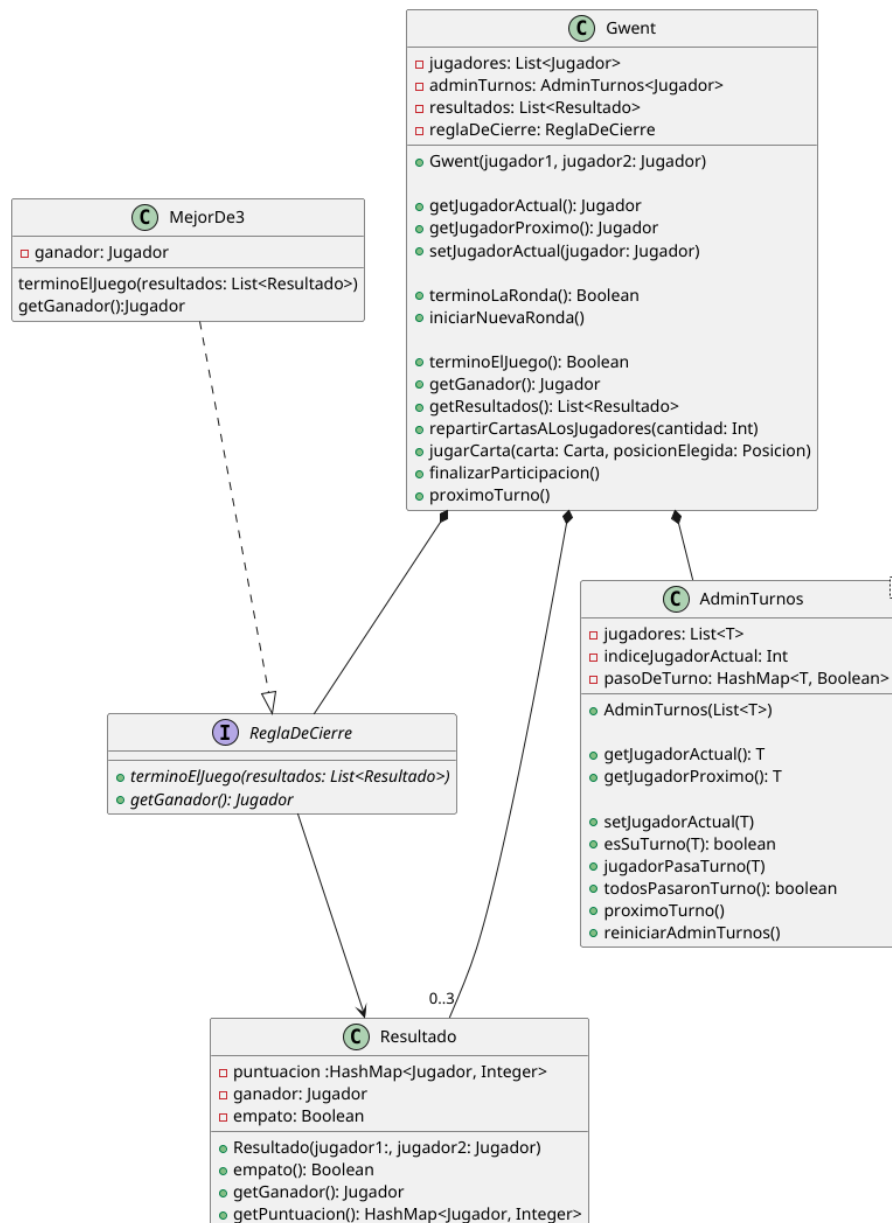 C Gwent
jugadores: List<Jugador>
adminTurnos: AdminTurnos<Jugador>
resultados: List<Resultado>
reglaDeCierre: ReglaDeCierre
Gwent(jugador1, jugador2: Jugador)
getJugadorActual(): Jugador
getJugadorProximo(): Jugador
setJugadorActual(jugador: Jugador)
terminoLaRonda(): Boolean
iniciarNuevaRonda()
terminoElJuego(): Boolean
getGanador(): Jugador
getResultados(): List<Resultado>
repartirCartasALosJugadores(cantidad: Int)
jugarCarta(carta: Carta, posicionElegida: Posicion)
finalizarParticipacion()
proximoTurno()
C MejorDe3
ganador: Jugador
terminoElJuego(resultados: List<Resultado>)
getGanador():Jugador
C AdminTurnos
jugadores: List<T>
indiceJugadorActual: Int
pasoDeTurno: HashMap<T, Boolean>
AdminTurnos(List<T>)
getJugadorActual(): T
getJugadorProximo(): T
setJugadorActual(T)
esSuTurno(T): boolean
jugadorPasaTurno(T)
todosPasaronTurno(): boolean
proximoTurno()
reiniciarAdminTurnos()
I ReglaDeCierre
terminoElJuego(resultados: List<Resultado>)
getGanador(): Jugador
0..3
C Resultado
puntuacion :HashMap<Jugador, Integer>
ganador: Jugador
empato: Boolean
Resultado(jugador1:, jugador2: Jugador)
empato(): Boolean
getGanador(): Jugador
getPuntuacion(): HashMap<Jugador, Integer>